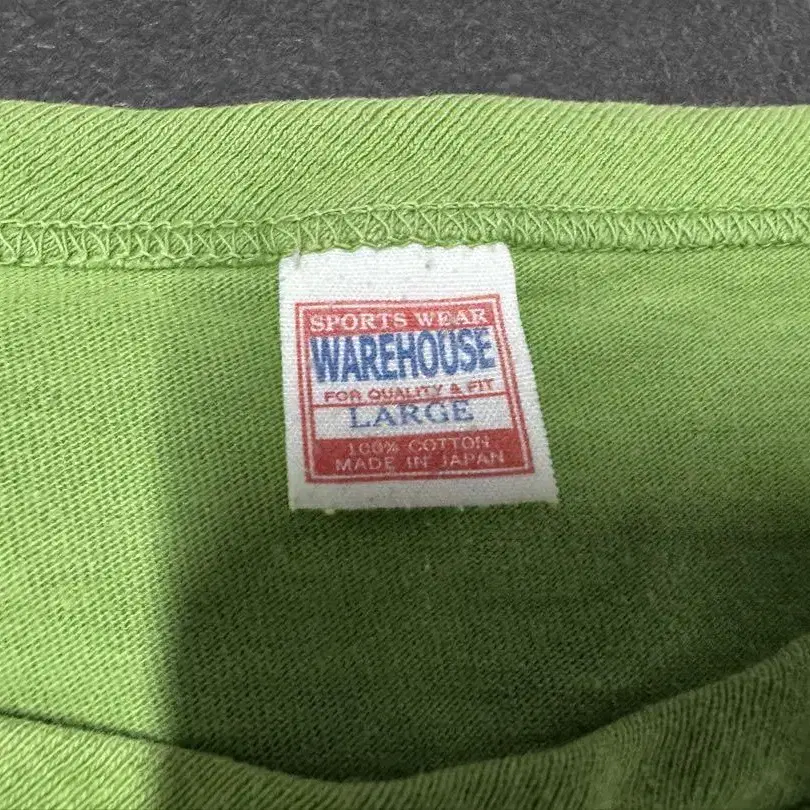 SPORTS WEAR
WAREHOUSE
FOR QUALITY & FIT
LARGE
100% COTTON
MADE IN JAPAN